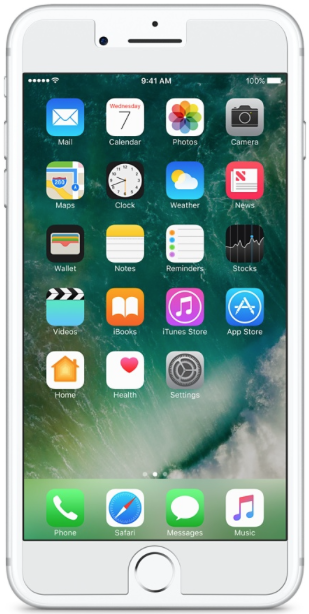 9:41 AM 100%
Wednesday
7
Mail Calendar Photos Camera
280
Maps Clock Weather News
Wallet Notes Reminders Stocks
Videos iBooks iTunes Store App Store
Home Health Settings
Phone Safari Messages Music